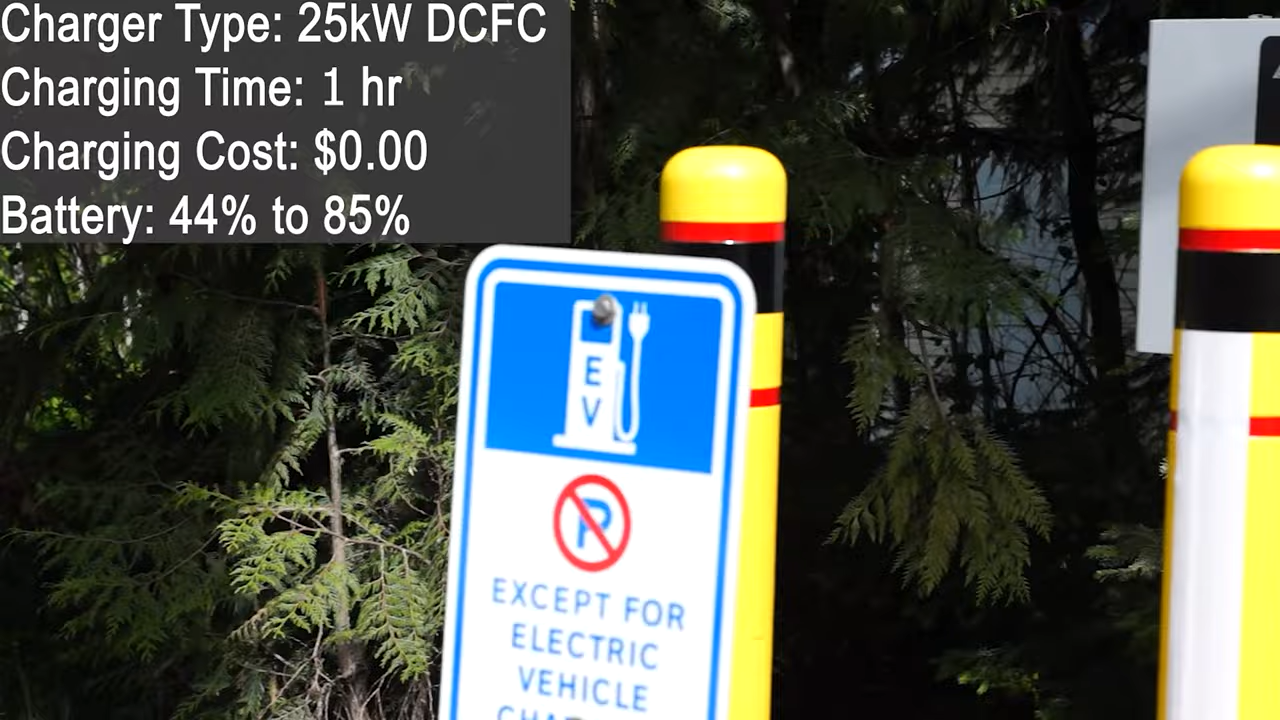 Charger Type: 25kW DCFC
Charging Time: 1 hr
Charging Cost: $0.00
Battery: 44% to 85%
E
V
P
EXCEPT FOR
ELECTRIC
VEHICLE